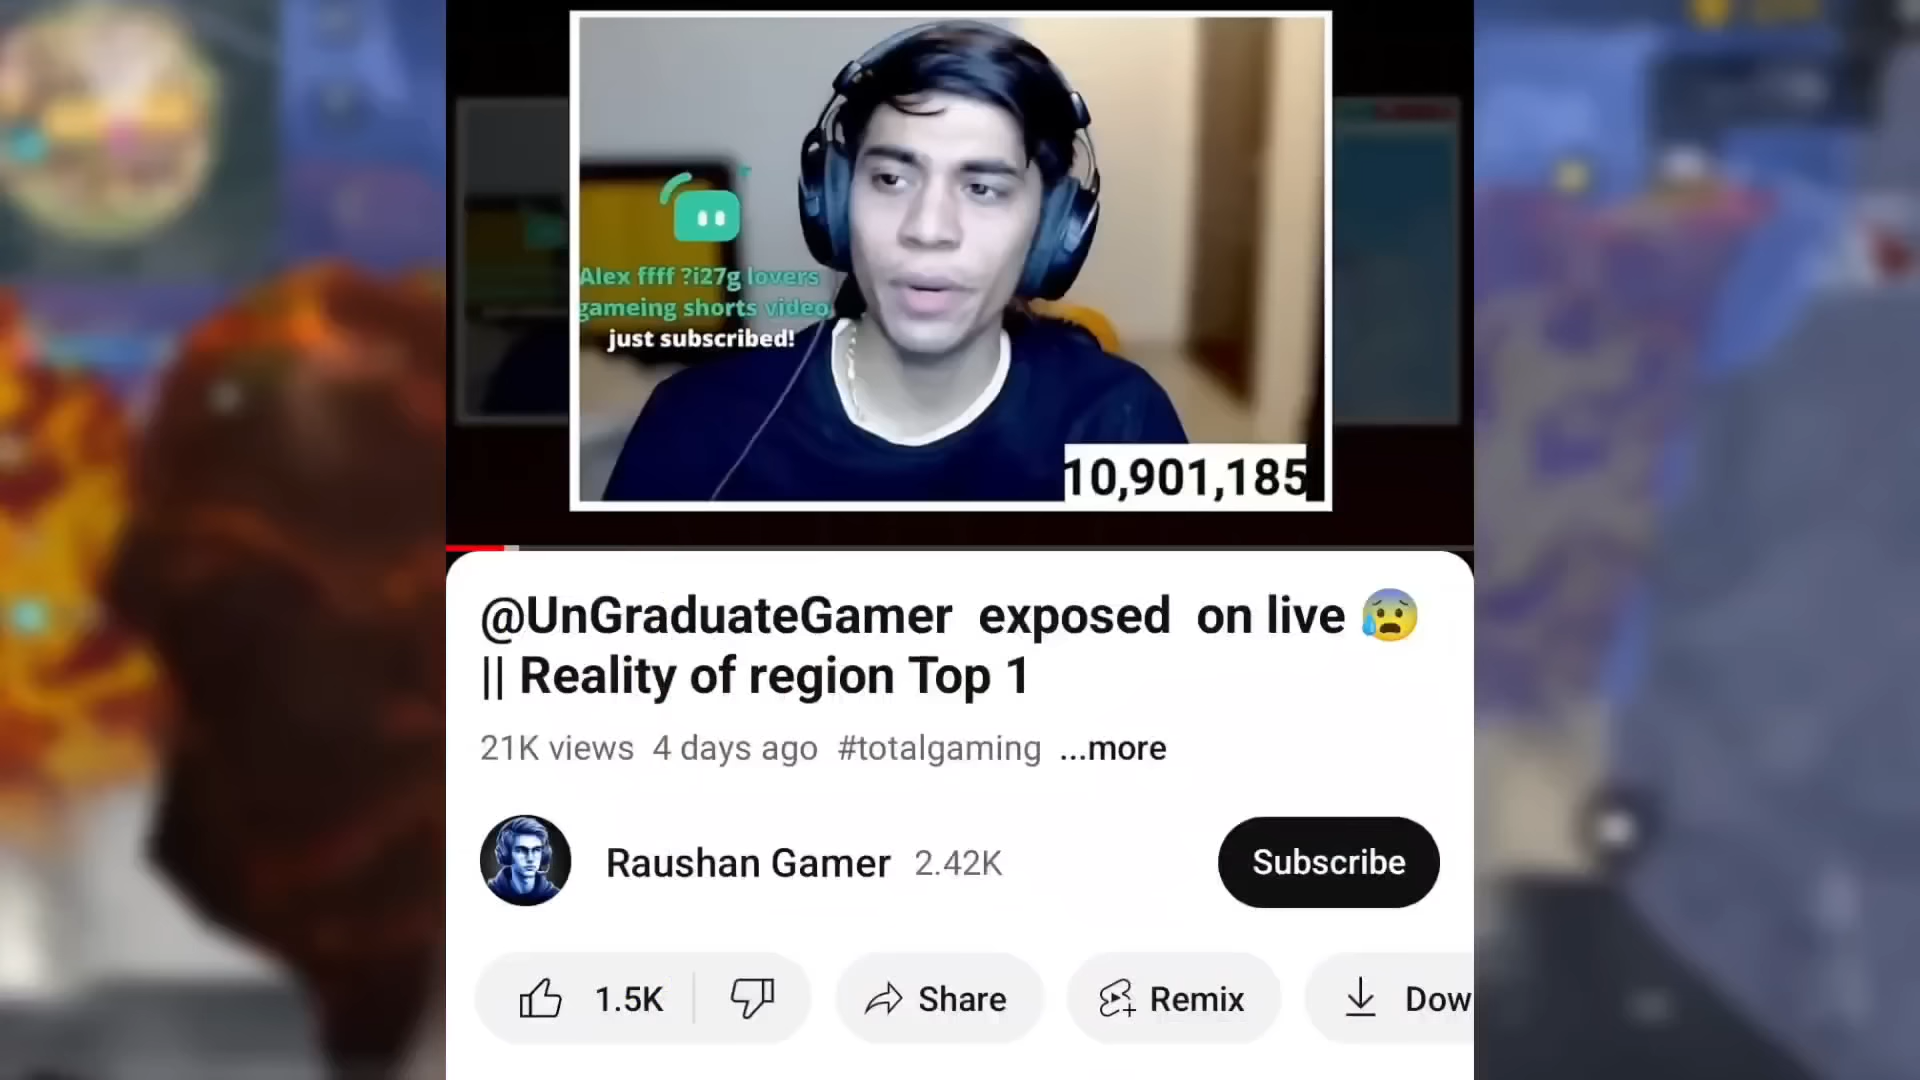 Alex ffff ?i27g lovers
gameing shorts video
just subscribed!
10,901,185
@UnGraduateGamer exposed on live 😰
|| Reality of region Top 1
21K views 4 days ago #totalgaming ...more
Raushan Gamer 2.42K
Subscribe
1.5K Share Remix Dow